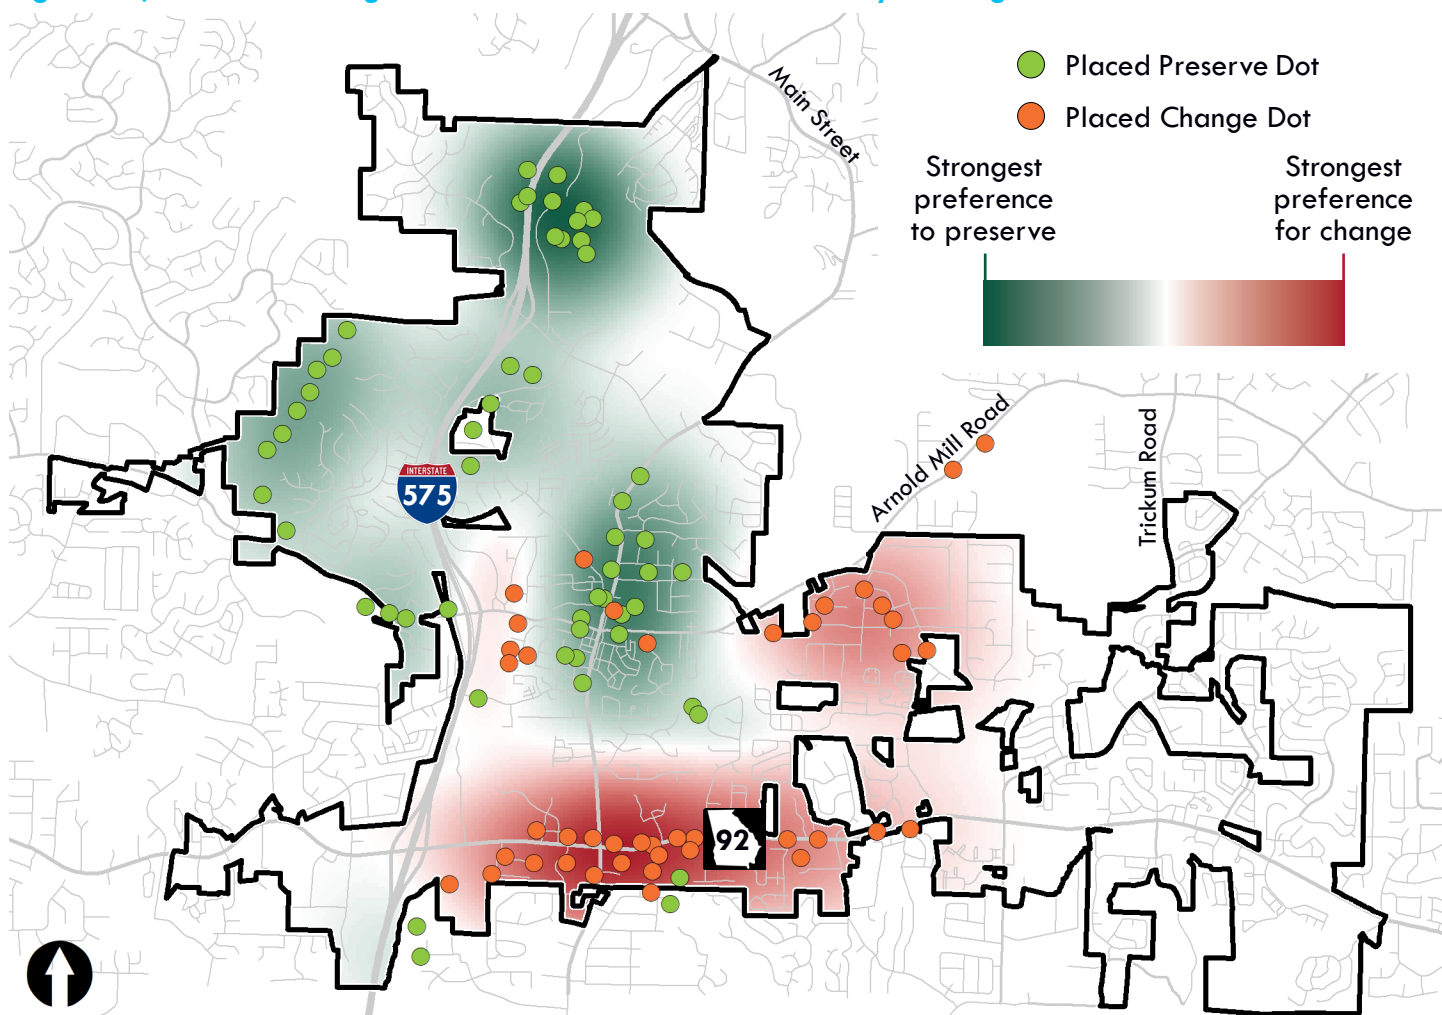 Placed Preserve Dot
Placed Change Dot
Strongest
preference
to preserve
Strongest
preference
for change
Main Street
Arnold Mill Road
Trickum Road
INTERSTATE
575
92